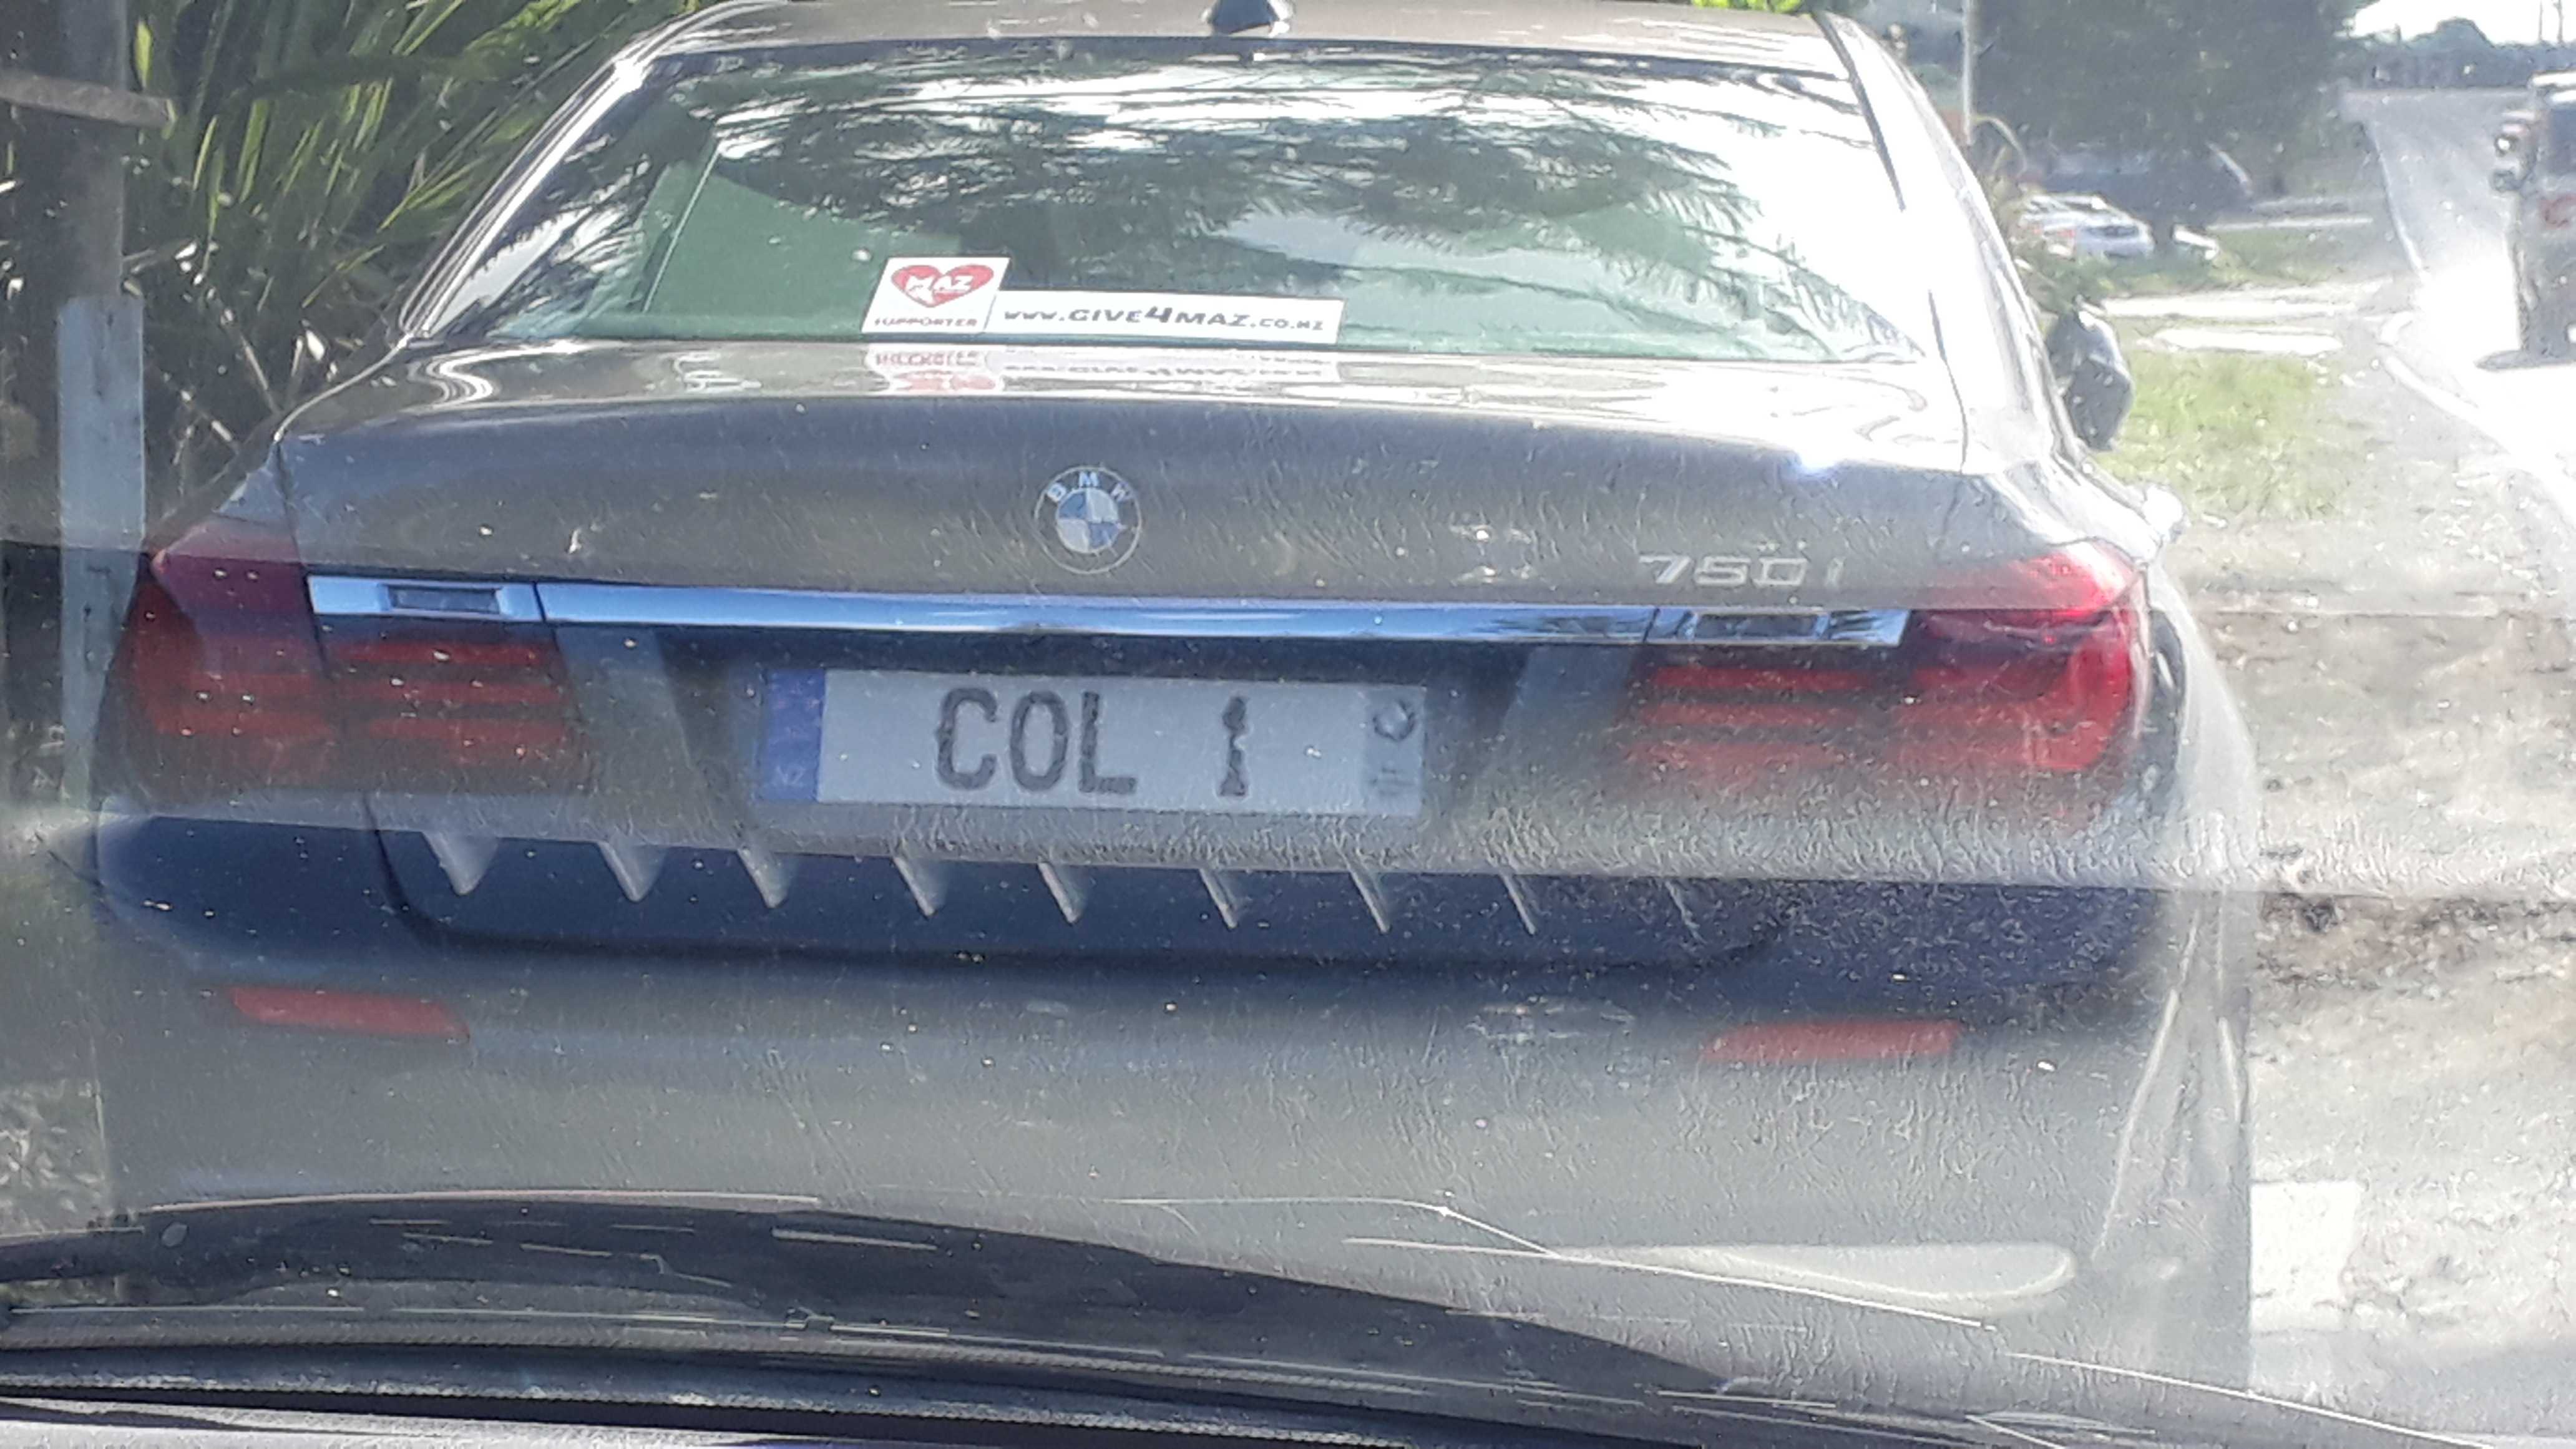 MAZ
SUPPORTER
www.GIVE4MAZ.CO.NZ
BMW
750i
NZ
COL 1